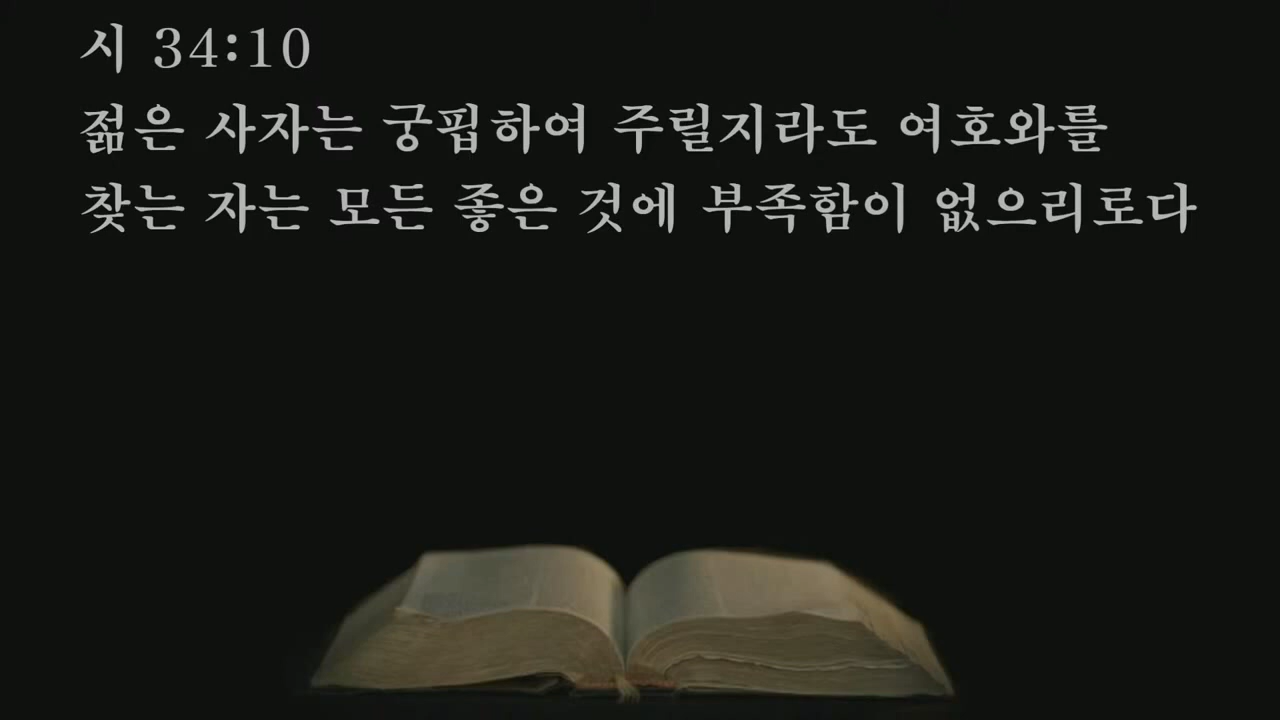 시 34:10
젊은 사자는 궁핍하여 주릴지라도 여호와를
찾는 자는 모든 좋은 것에 부족함이 없으리로다